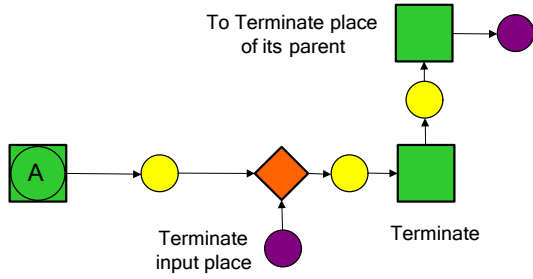 To Terminate place
of its parent
A
Terminate
Terminate
input place